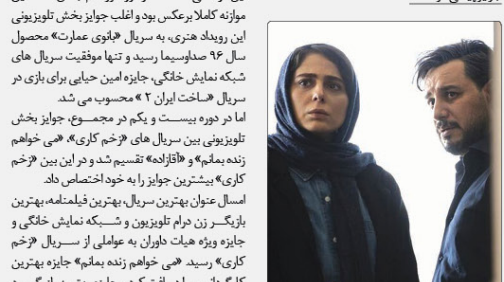 موازنه کاملا برعکس بود و اغلب جوایز بخش تلویزیونی
این رویداد هنری، به سریال «بانوی عمارت» محصول
سال ۹۶ صداوسیما رسید و تنها موفقیت سریال های
شبکه نمایش خانگی، جایزه امین حیایی برای بازی در
سریال «ساخت ایران ۲ » محسوب می شد.
اما در دوره بیست و یکم در مجموع، جوایز بخش
تلویزیونی بین سریال های «زخم کاری»، «می خواهم
زنده بمانم» و «آقازاده» تقسیم شد و در این بین «زخم
کاری» بیشترین جوایز را به خود اختصاص داد.
امسال عنوان بهترین سریال، بهترین فیلمنامه، بهترین
بازیگر زن درام تلویزیون و شبکه نمایش خانگی و
جایزه ویژه هیات داوران به عواملی از سریال «زخم
کاری» رسید. «می خواهم زنده بمانم» جایزه بهترین